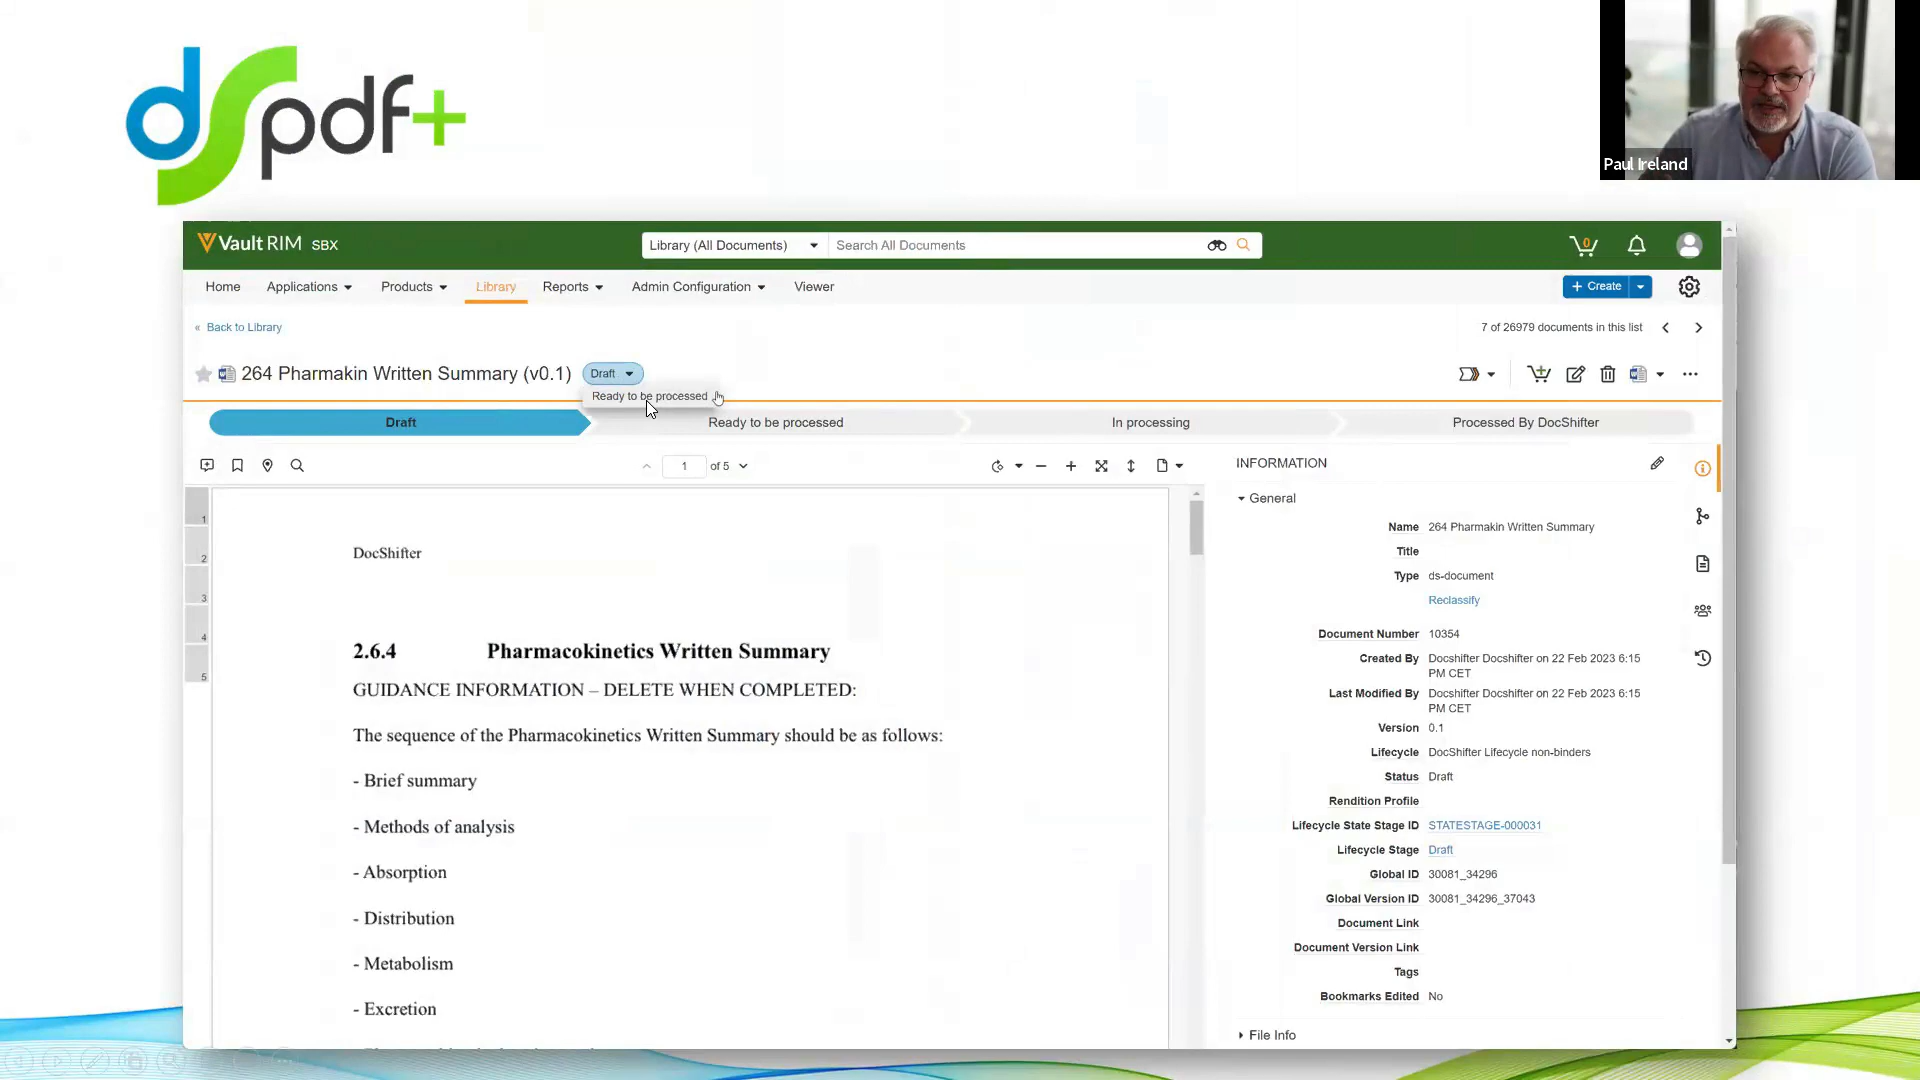 dspdf+
Paul Ireland
Vault RIM SBX
Library (All Documents)
Search All Documents
0
Home
Applications
Products
Library
Reports
Admin Configuration
Viewer
+ Create
« Back to Library
7 of 26979 documents in this list
264 Pharmakin Written Summary (v0.1)
Draft
Ready to be processed
Draft
Ready to be processed
In processing
Processed By DocShifter
1 of 5
INFORMATION
General
1
2
3
4
5
DocShifter
2.6.4 Pharmacokinetics Written Summary
GUIDANCE INFORMATION – DELETE WHEN COMPLETED:
The sequence of the Pharmacokinetics Written Summary should be as follows:
- Brief summary
- Methods of analysis
- Absorption
- Distribution
- Metabolism
- Excretion
Name 264 Pharmakin Written Summary
Title
Type ds-document
Reclassify
Document Number 10354
Created By Docshifter Docshifter on 22 Feb 2023 6:15
PM CET
Last Modified By Docshifter Docshifter on 22 Feb 2023 6:15
PM CET
Version 0.1
Lifecycle DocShifter Lifecycle non-binders
Status Draft
Rendition Profile
Lifecycle State Stage ID STATESTAGE-000031
Lifecycle Stage Draft
Global ID 30081_34296
Global Version ID 30081_34296_37043
Document Link
Document Version Link
Tags
Bookmarks Edited No
File Info